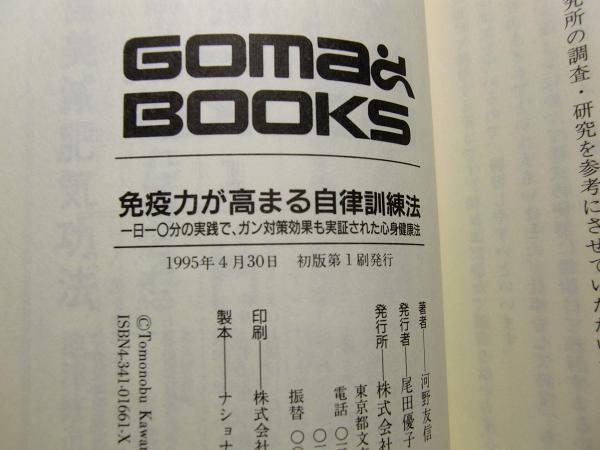 究所の調査・研究を参考にさせていただい
GOMA
BOOKS
免疫力が高まる自律訓練法
一日一〇分の実践で、ガン対策効果も実証された心身健康法
1995年4月30日 初版第1刷発行
著者──河野友信
発行者──尾田優子
発行所──株式会社
東京都文
電話
振替
印刷──株式会社
製本──ナショナ
©Tomonobu Kawa
ISBN4-341-01661-X